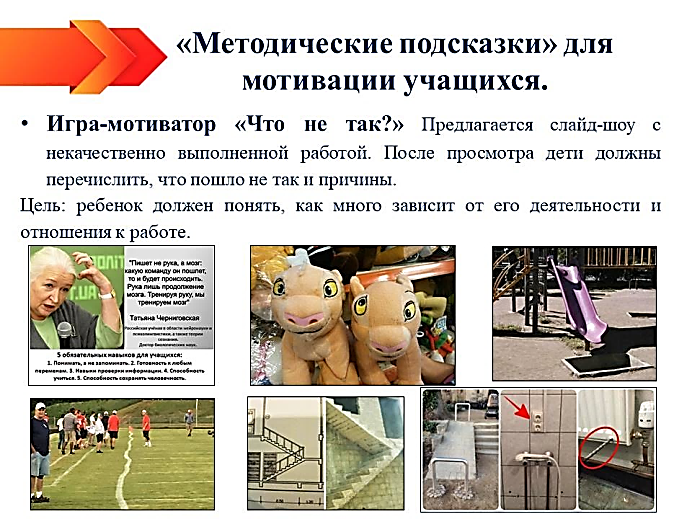 «Методические подсказки» для
мотивации учащихся.
• Игра-мотиватор «Что не так?» Предлагается слайд-шоу с
некачественно выполненной работой. После просмотра дети должны
перечислить, что пошло не так и причины.
Цель: ребенок должен понять, как много зависит от его деятельности и
отношения к работе.
"Пишет не рука, в мозг:
какую команду он пошлет,
то и будет происходить.
Рука лишь продолжение
мозга. Тренируя руку, мы
тренируем мозг"
Татьяна Черниговская
Российская учёная в области нейронауки и
психолингвистики, а также теории
сознания.
Доктор биологических наук.
5 обязательных навыков для учащихся:
1. Понимать, а не запоминать. 2. Готовность к любым
переменам. 3. Навыки проверки информации. 4. Способность
учиться. 5. Способность сохранять человечность.